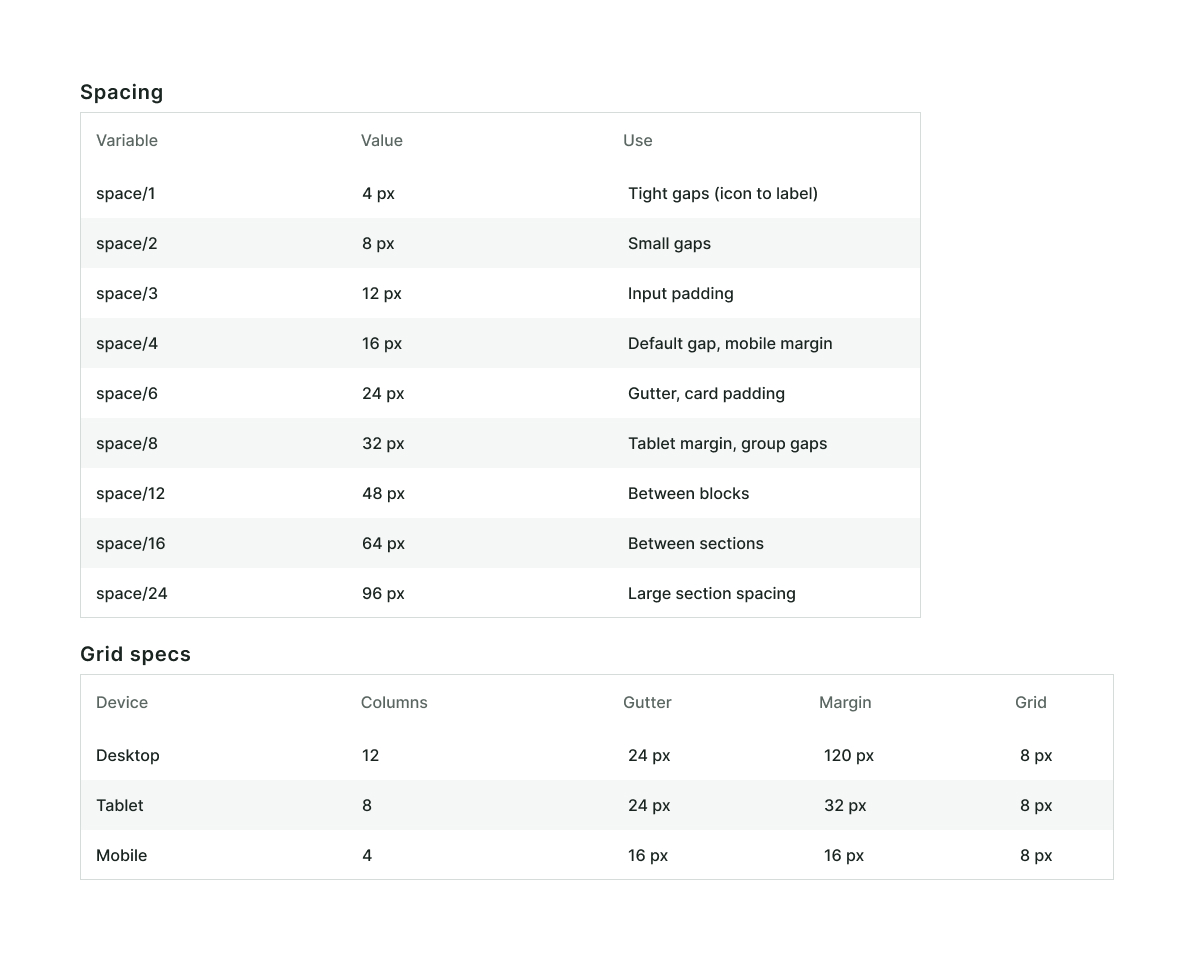 Spacing
Variable Value Use
space/1 4 px Tight gaps (icon to label)
space/2 8 px Small gaps
space/3 12 px Input padding
space/4 16 px Default gap, mobile margin
space/6 24 px Gutter, card padding
space/8 32 px Tablet margin, group gaps
space/12 48 px Between blocks
space/16 64 px Between sections
space/24 96 px Large section spacing
Grid specs
Device Columns Gutter Margin Grid
Desktop 12 24 px 120 px 8 px
Tablet 8 24 px 32 px 8 px
Mobile 4 16 px 16 px 8 px